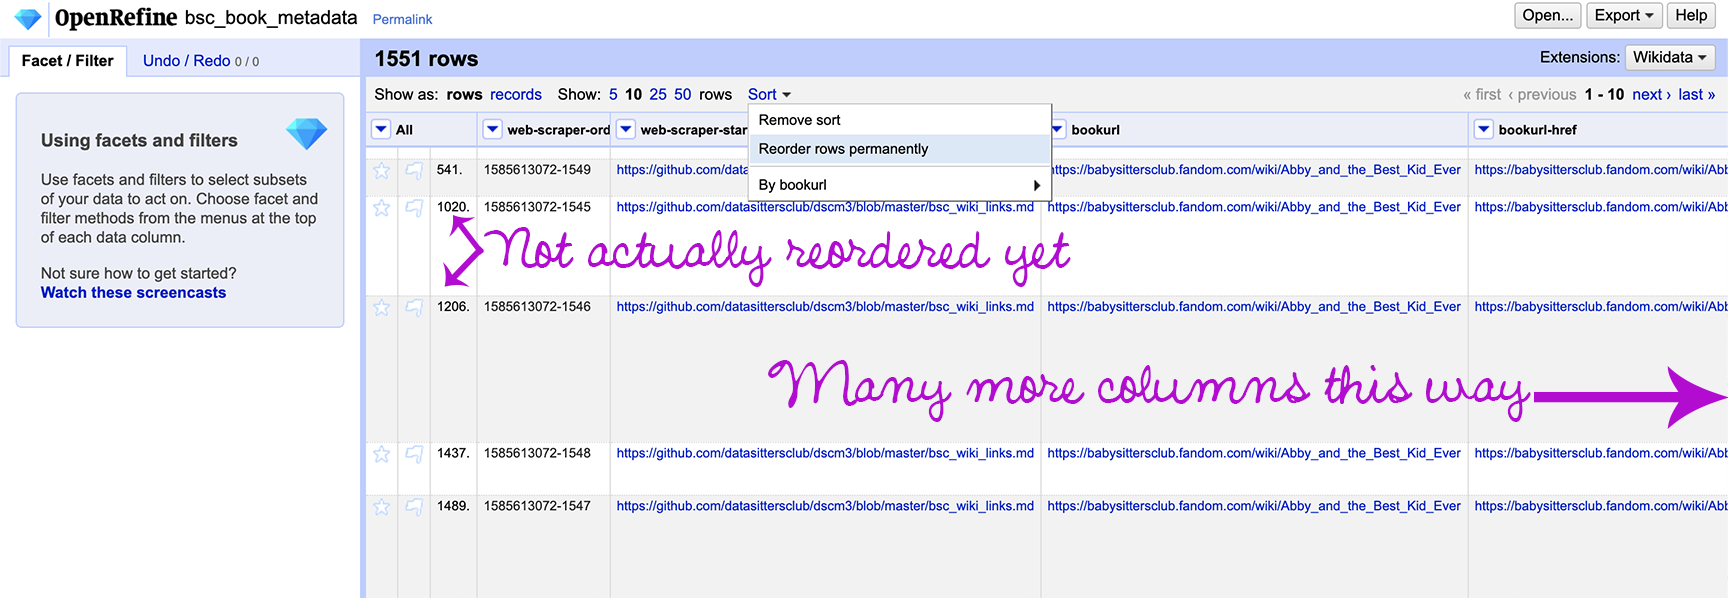 OpenRefine bsc_book_metadata Permalink Open... Export Help
Facet / Filter Undo / Redo 0 / 0 1551 rows Extensions: Wikidata
Show as: rows records Show: 5 10 25 50 rows Sort « first ‹ previous 1 - 10 next › last »
Remove sort
Reorder rows permanently
By bookurl
All web-scraper-ord web-scraper-star bookurl bookurl-href
Using facets and filters
Use facets and filters to select subsets
of your data to act on. Choose facet and
filter methods from the menus at the top
of each data column.
Not sure how to get started?
Watch these screencasts
541. 1585613072-1549 https://github.com/data https://babysittersclub.fandom.com/wiki/Abby_and_the_Best_Kid_Ever https://babysittersclub.fandom.com/wiki/Abb
1020. 1585613072-1545 https://github.com/datasittersclub/dscm3/blob/master/bsc_wiki_links.md https://babysittersclub.fandom.com/wiki/Abby_and_the_Best_Kid_Ever https://babysittersclub.fandom.com/wiki/Abb
Not actually reordered yet
1206. 1585613072-1546 https://github.com/datasittersclub/dscm3/blob/master/bsc_wiki_links.md https://babysittersclub.fandom.com/wiki/Abby_and_the_Best_Kid_Ever https://babysittersclub.fandom.com/wiki/Abb
Many more columns this way
1437. 1585613072-1548 https://github.com/datasittersclub/dscm3/blob/master/bsc_wiki_links.md https://babysittersclub.fandom.com/wiki/Abby_and_the_Best_Kid_Ever https://babysittersclub.fandom.com/wiki/Abb
1489. 1585613072-1547 https://github.com/datasittersclub/dscm3/blob/master/bsc_wiki_links.md https://babysittersclub.fandom.com/wiki/Abby_and_the_Best_Kid_Ever https://babysittersclub.fandom.com/wiki/Abb